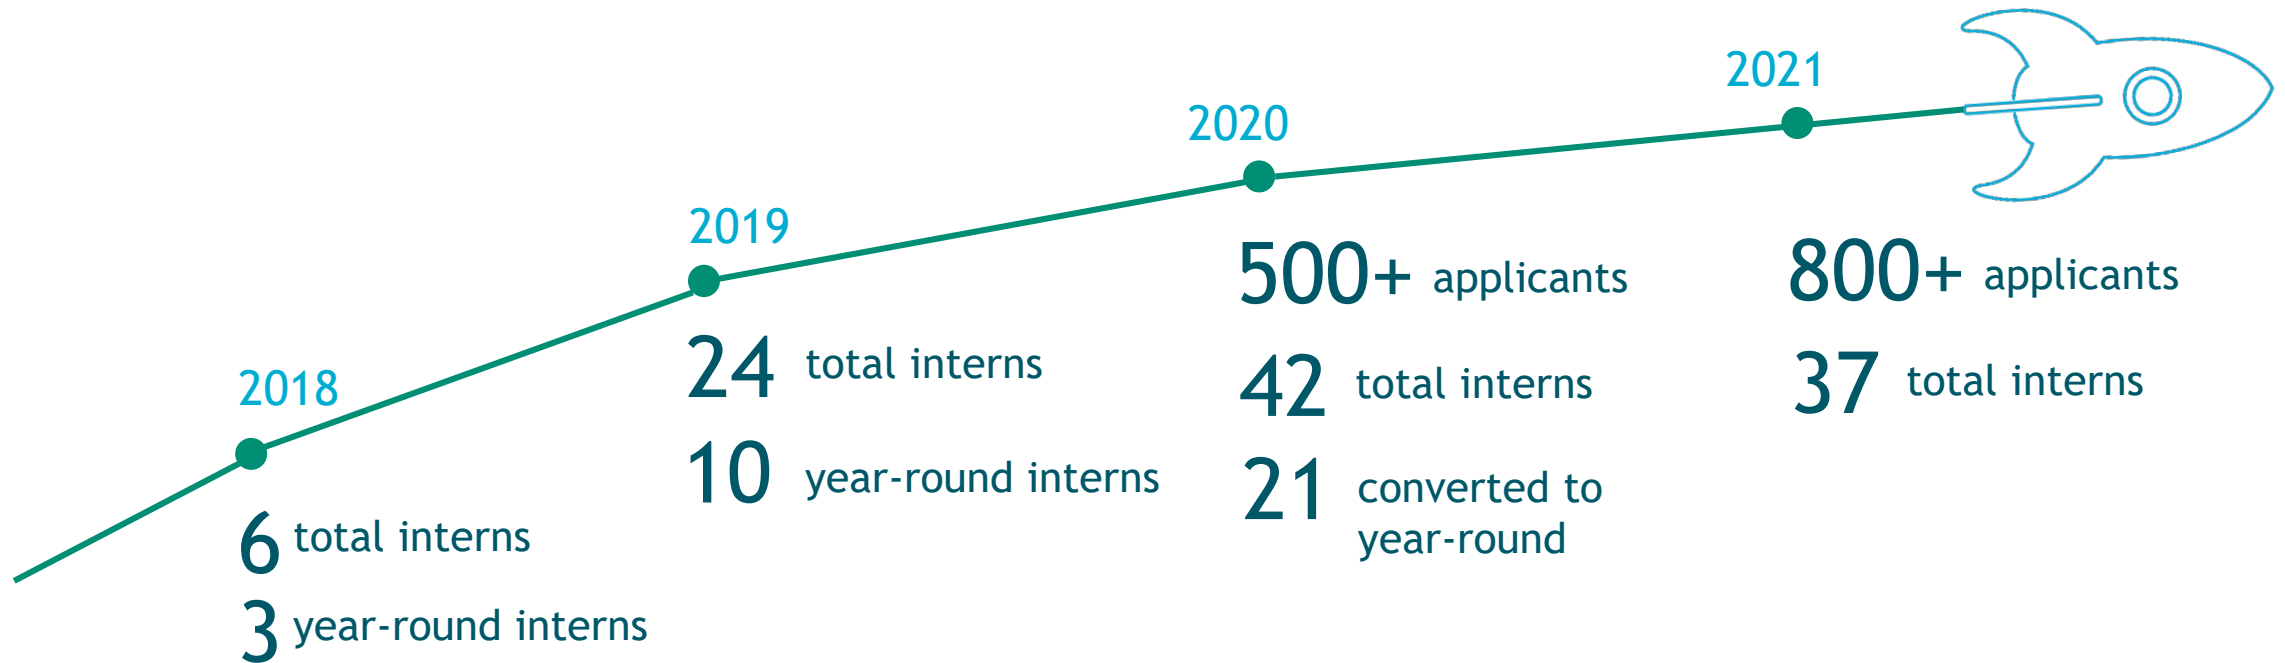 2018
6 total interns
3 year-round interns
2019
24 total interns
10 year-round interns
2020
500+ applicants
42 total interns
21 converted to
year-round
2021
800+ applicants
37 total interns